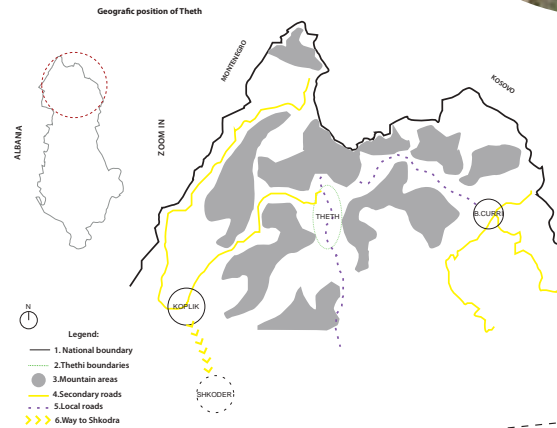 Geografic position of Theth
MONTENEGRO
KOSOVO
ALBANIA
ZOOM IN
THETH
B.CURRI
KOPLIK
SHKODER
N
Legend:
1. National boundary
2.Thethi boundaries
3.Mountain areas
4.Secondary roads
5.Local roads
6.Way to Shkodra